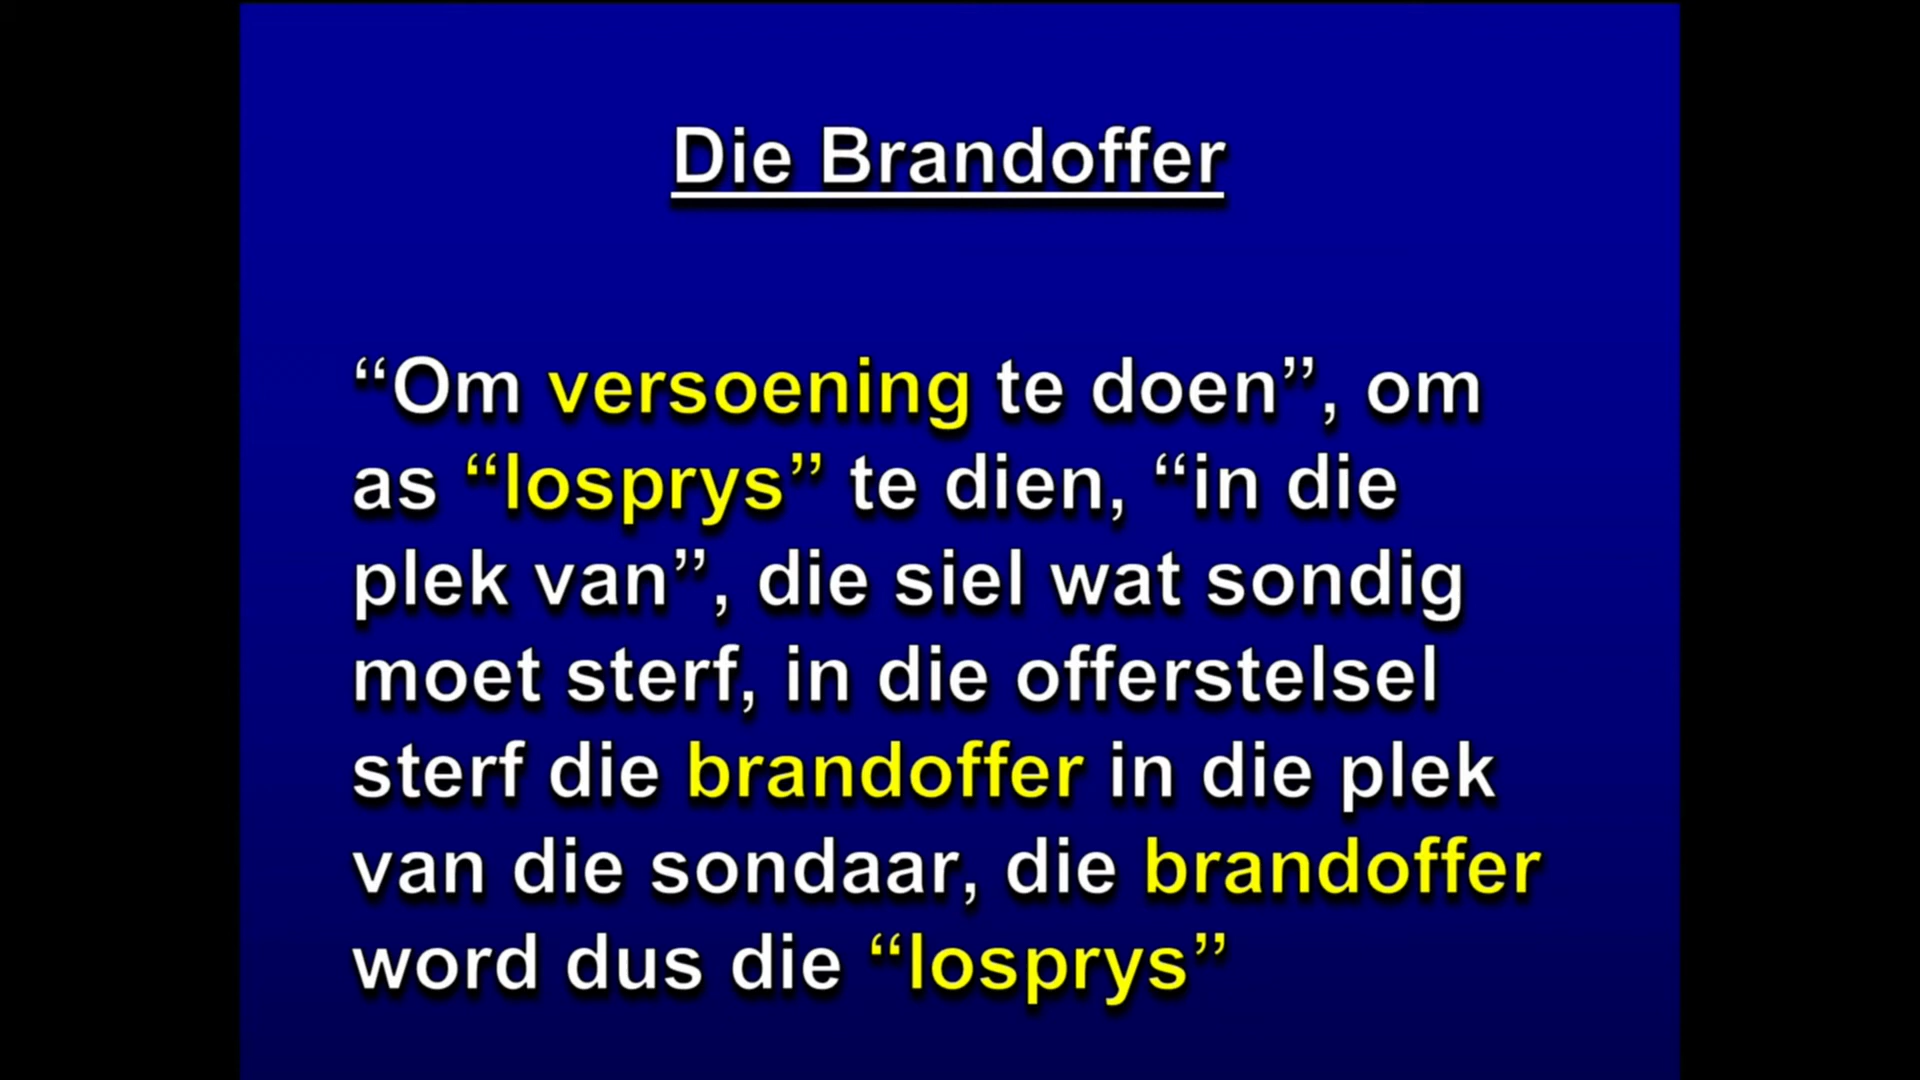 Die Brandoffer
“Om versoening te doen”, om
as “losprys” te dien, “in die
plek van”, die siel wat sondig
moet sterf, in die offerstelsel
sterf die brandoffer in die plek
van die sondaar, die brandoffer
word dus die “losprys”